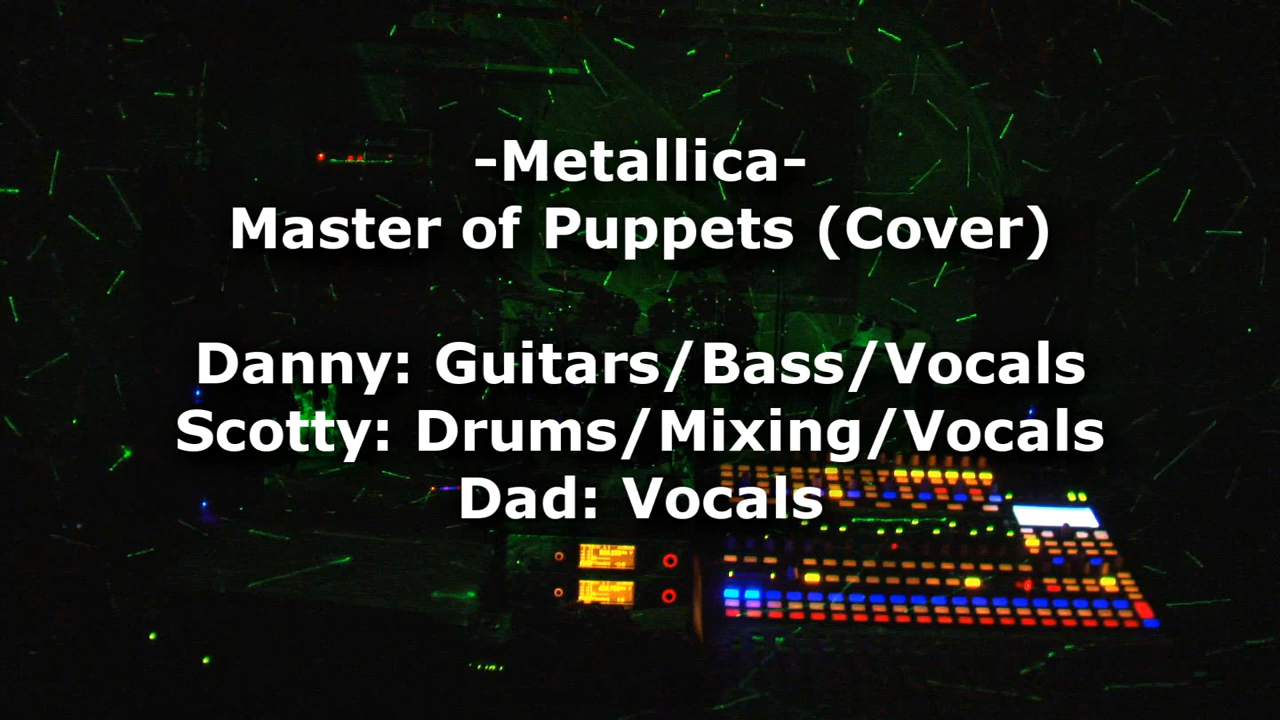 -Metallica-
Master of Puppets (Cover)
Danny: Guitars/Bass/Vocals
Scotty: Drums/Mixing/Vocals
Dad: Vocals